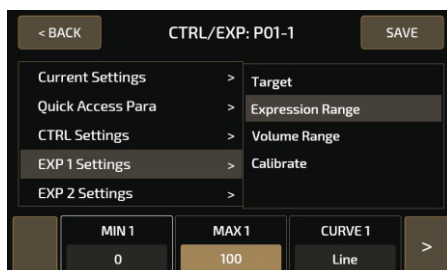 < BACK CTRL/EXP: P01-1 SAVE
Current Settings > Target
Quick Access Para > Expression Range
CTRL Settings > Volume Range
EXP 1 Settings > Calibrate
EXP 2 Settings >
MIN 1 MAX 1 CURVE 1
0 100 Line >